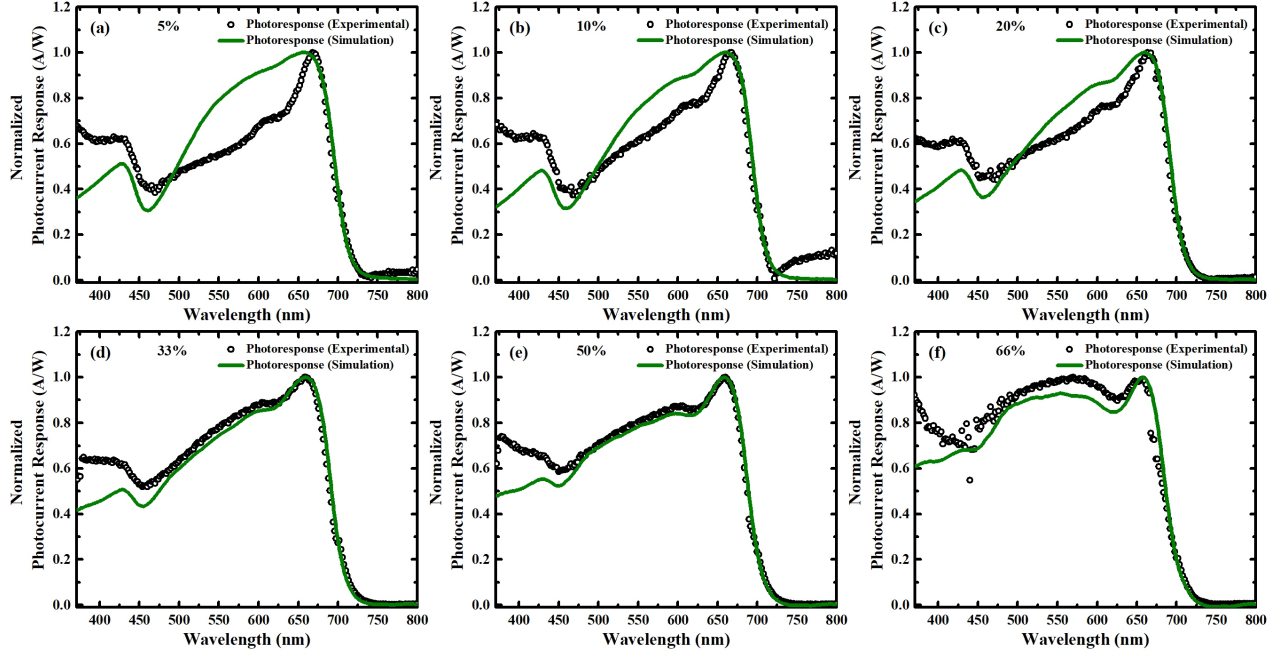 (a) 5% Photoresponse (Experimental)
Photoresponse (Simulation)
Normalized
Photocurrent Response (A/W)
1.2
1.0
0.8
0.6
0.4
0.2
0.0
400 450 500 550 600 650 700 750 800
Wavelength (nm)
(b) 10% Photoresponse (Experimental)
Photoresponse (Simulation)
Normalized
Photocurrent Response (A/W)
1.2
1.0
0.8
0.6
0.4
0.2
0.0
400 450 500 550 600 650 700 750 800
Wavelength (nm)
(c) 20% Photoresponse (Experimental)
Photoresponse (Simulation)
Normalized
Photocurrent Response (A/W)
1.2
1.0
0.8
0.6
0.4
0.2
0.0
400 450 500 550 600 650 700 750 800
Wavelength (nm)
(d) 33% Photoresponse (Experimental)
Photoresponse (Simulation)
Normalized
Photocurrent Response (A/W)
1.2
1.0
0.8
0.6
0.4
0.2
0.0
400 450 500 550 600 650 700 750 800
Wavelength (nm)
(e) 50% Photoresponse (Experimental)
Photoresponse (Simulation)
Normalized
Photocurrent Response (A/W)
1.2
1.0
0.8
0.6
0.4
0.2
0.0
400 450 500 550 600 650 700 750 800
Wavelength (nm)
(f) 66% Photoresponse (Experimental)
Photoresponse (Simulation)
Normalized
Photocurrent Response (A/W)
1.2
1.0
0.8
0.6
0.4
0.2
0.0
400 450 500 550 600 650 700 750 800
Wavelength (nm)